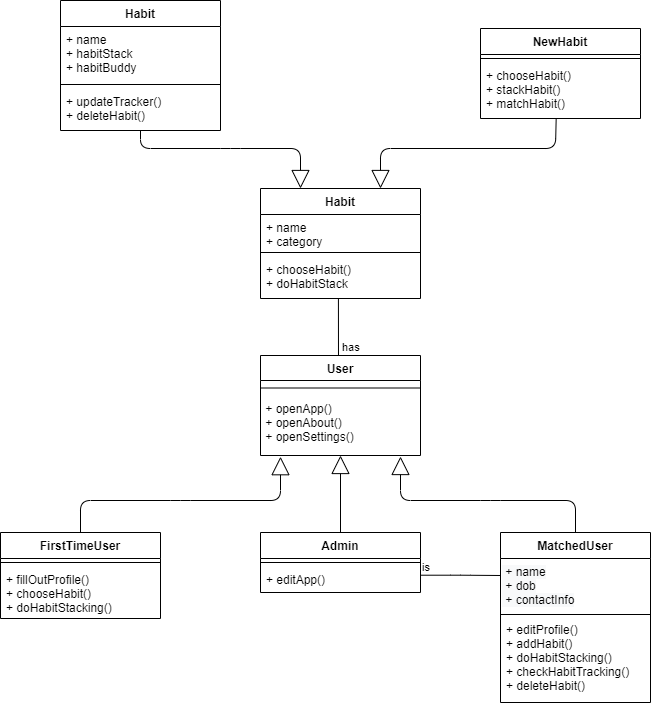 Habit
+ name
+ habitStack
+ habitBuddy
+ updateTracker()
+ deleteHabit()
NewHabit
+ chooseHabit()
+ stackHabit()
+ matchHabit()
Habit
+ name
+ category
+ chooseHabit()
+ doHabitStack
has
User
+ openApp()
+ openAbout()
+ openSettings()
FirstTimeUser
+ fillOutProfile()
+ chooseHabit()
+ doHabitStacking()
Admin
+ editApp()
is
MatchedUser
+ name
+ dob
+ contactInfo
+ editProfile()
+ addHabit()
+ doHabitStacking()
+ checkHabitTracking()
+ deleteHabit()